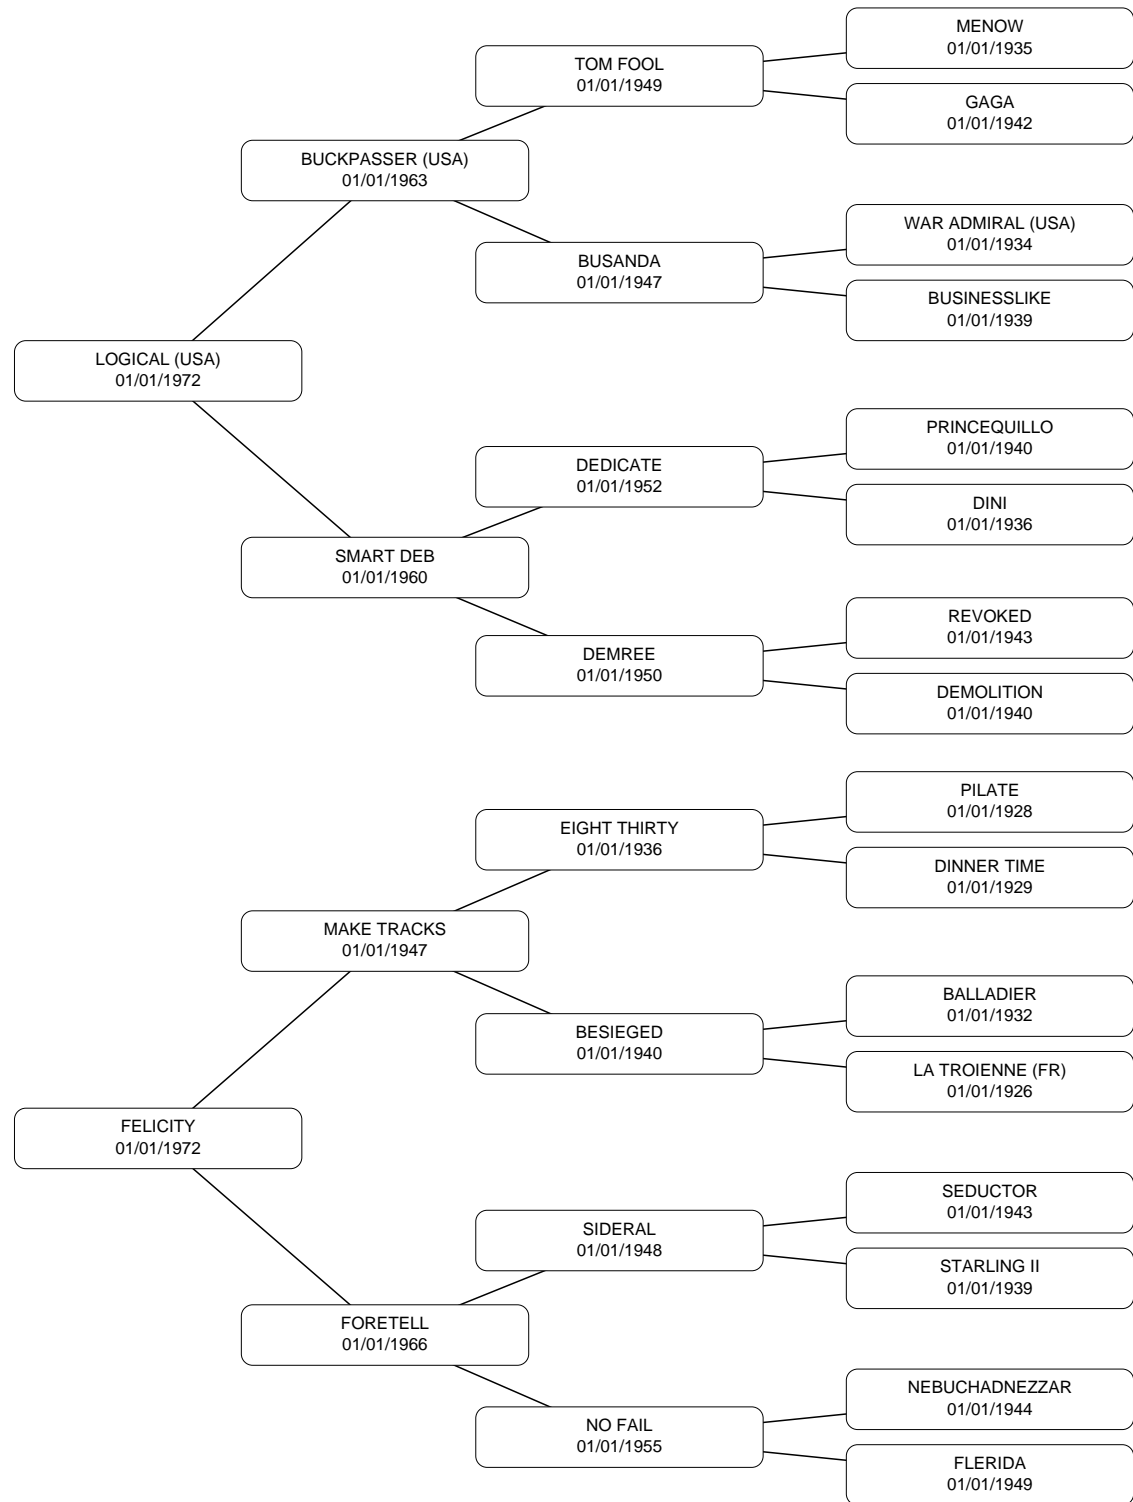 MENOW
01/01/1935
TOM FOOL
01/01/1949
GAGA
01/01/1942
BUCKPASSER (USA)
01/01/1963
WAR ADMIRAL (USA)
01/01/1934
BUSANDA
01/01/1947
BUSINESSLIKE
01/01/1939
LOGICAL (USA)
01/01/1972
PRINCEQUILLO
01/01/1940
DEDICATE
01/01/1952
DINI
01/01/1936
SMART DEB
01/01/1960
REVOKED
01/01/1943
DEMREE
01/01/1950
DEMOLITION
01/01/1940
PILATE
01/01/1928
EIGHT THIRTY
01/01/1936
DINNER TIME
01/01/1929
MAKE TRACKS
01/01/1947
BALLADIER
01/01/1932
BESIEGED
01/01/1940
LA TROIENNE (FR)
01/01/1926
FELICITY
01/01/1972
SEDUCTOR
01/01/1943
SIDERAL
01/01/1948
STARLING II
01/01/1939
FORETELL
01/01/1966
NEBUCHADNEZZAR
01/01/1944
NO FAIL
01/01/1955
FLERIDA
01/01/1949